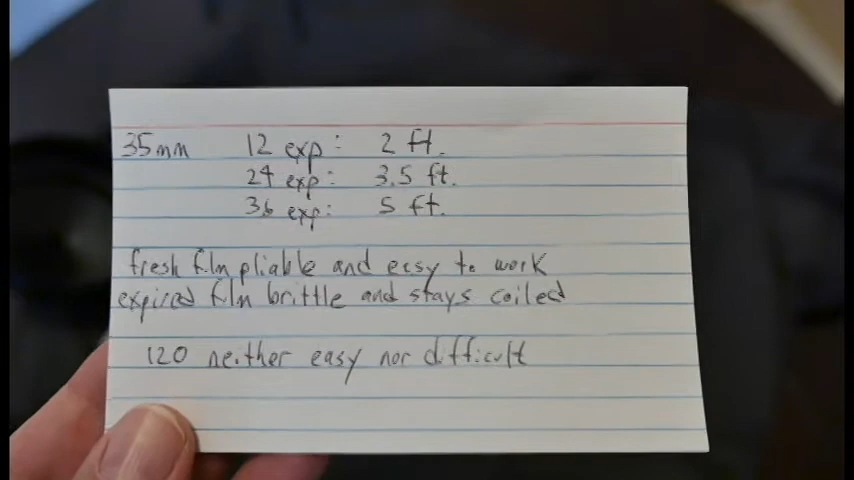 35mm 12 exp: 2 ft.
24 exp: 3.5 ft.
36 exp: 5 ft.
fresh film pliable and easy to work
expired film brittle and stays coiled
120 neither easy nor difficult